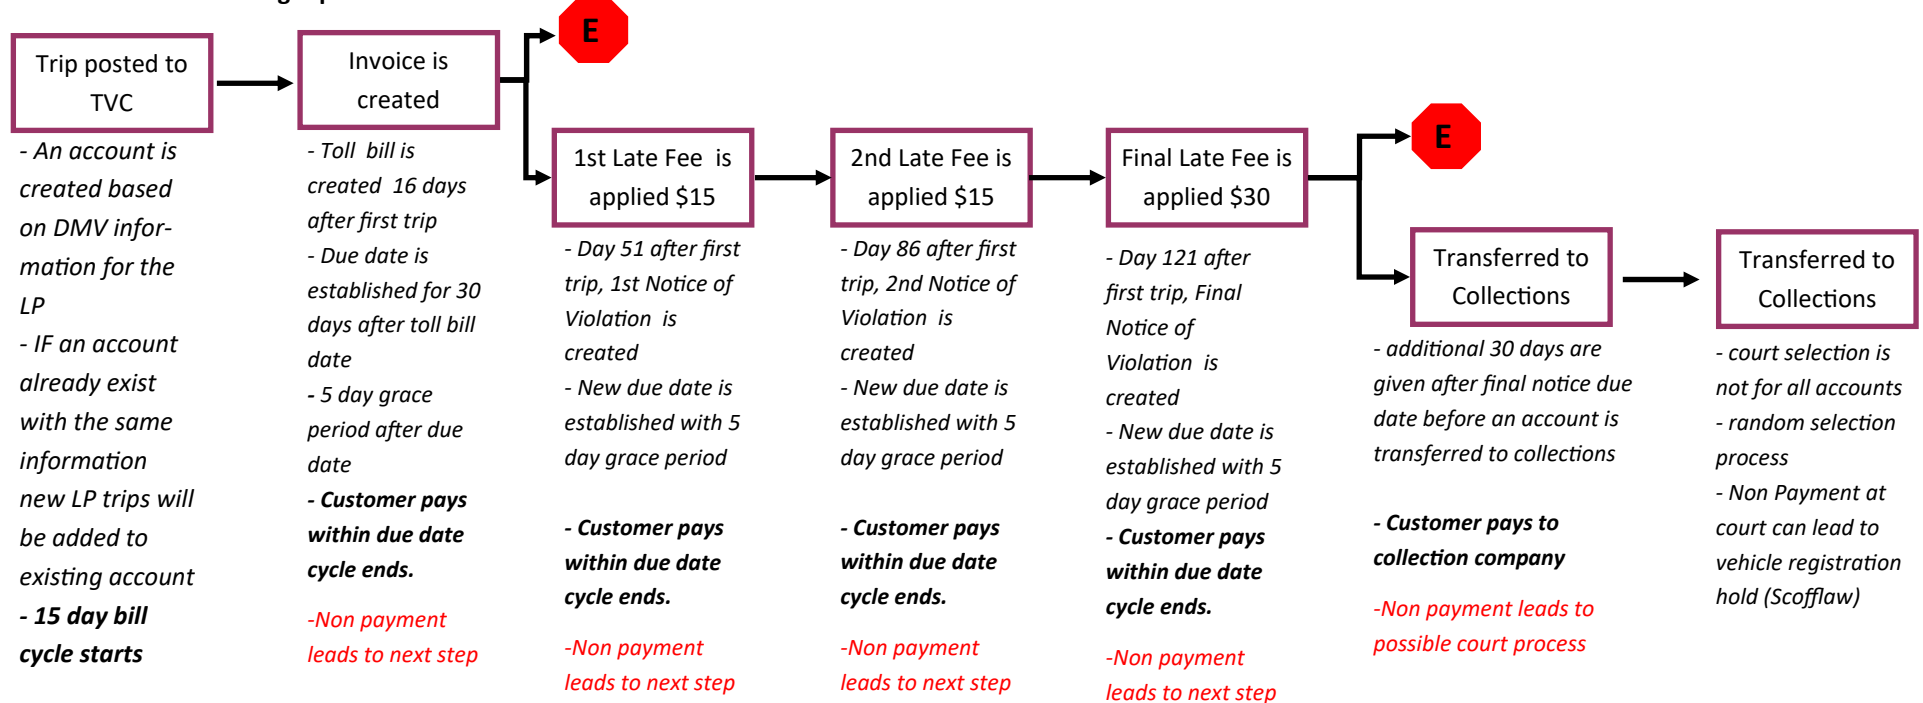 E
Trip posted to
TVC
- An account is
created based
on DMV infor-
mation for the
LP
- IF an account
already exist
with the same
information
new LP trips will
be added to
existing account
- 15 day bill
cycle starts
Invoice is
created
- Toll bill is
created 16 days
after first trip
- Due date is
established for 30
days after toll bill
date
- 5 day grace
period after due
date
- Customer pays
within due date
cycle ends.
-Non payment
leads to next step
1st Late Fee is
applied $15
- Day 51 after first
trip, 1st Notice of
Violation is
created
- New due date is
established with 5
day grace period
- Customer pays
within due date
cycle ends.
-Non payment
leads to next step
2nd Late Fee is
applied $15
- Day 86 after first
trip, 2nd Notice of
Violation is
created
- New due date is
established with 5
day grace period
- Customer pays
within due date
cycle ends.
-Non payment
leads to next step
Final Late Fee is
applied $30
- Day 121 after
first trip, Final
Notice of
Violation is
created
- New due date is
established with 5
day grace period
- Customer pays
within due date
cycle ends.
-Non payment
leads to next step
E
Transferred to
Collections
- additional 30 days are
given after final notice due
date before an account is
transferred to collections
- Customer pays to
collection company
-Non payment leads to
possible court process
Transferred to
Collections
- court selection is
not for all accounts
- random selection
process
- Non Payment at
court can lead to
vehicle registration
hold (Scofflaw)